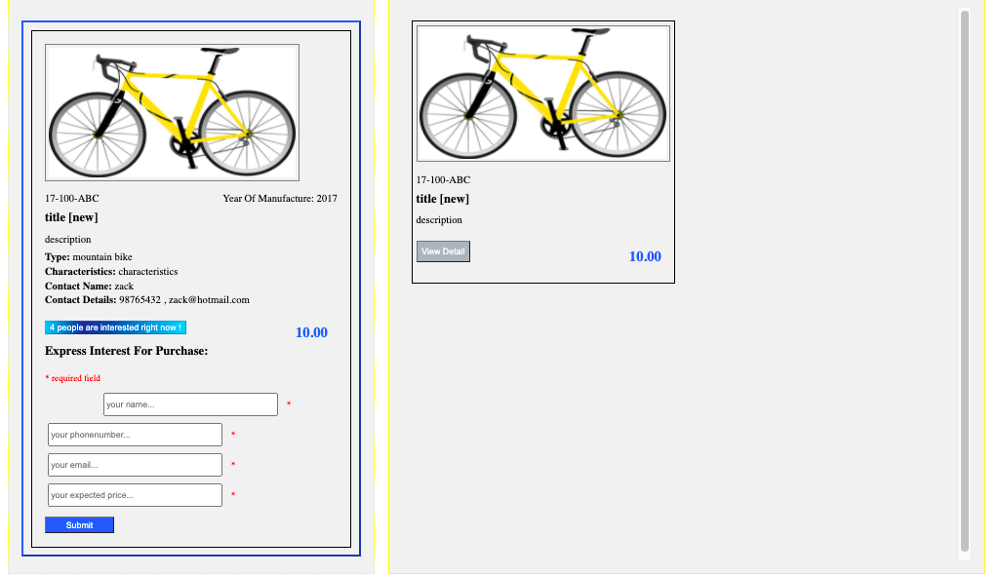 17-100-ABC Year Of Manufacture: 2017
title [new]
description
Type: mountain bike
Characteristics: characteristics
Contact Name: zack
Contact Details: 98765432 , zack@hotmail.com
4 people are interested right now !
10.00
Express Interest For Purchase:
* required field
your name... *
your phonenumber... *
your email... *
your expected price... *
Submit
17-100-ABC
title [new]
description
View Detail
10.00